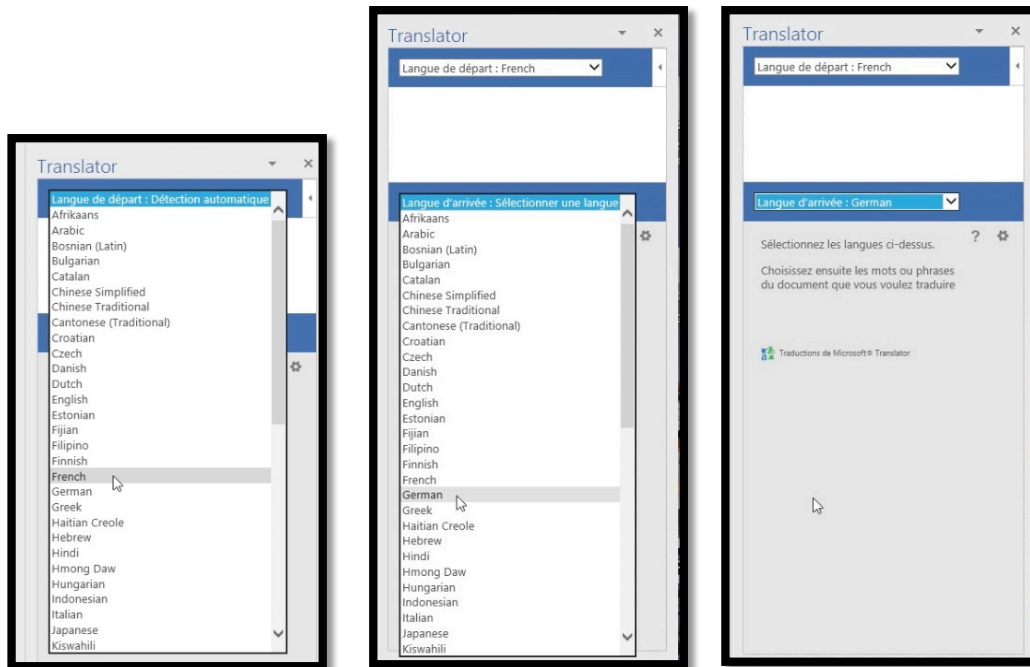 Translator
Langue de départ : Détection automatique
Afrikaans
Arabic
Bosnian (Latin)
Bulgarian
Catalan
Chinese Simplified
Chinese Traditional
Cantonese (Traditional)
Croatian
Czech
Danish
Dutch
English
Estonian
Fijian
Filipino
Finnish
French
German
Greek
Haitian Creole
Hebrew
Hindi
Hmong Daw
Hungarian
Indonesian
Italian
Japanese
Kiswahili
Translator
Langue de départ : French
Langue d'arrivée : Sélectionner une langue
Afrikaans
Arabic
Bosnian (Latin)
Bulgarian
Catalan
Chinese Simplified
Chinese Traditional
Cantonese (Traditional)
Croatian
Czech
Danish
Dutch
English
Estonian
Fijian
Filipino
Finnish
French
German
Greek
Haitian Creole
Hebrew
Hindi
Hmong Daw
Hungarian
Indonesian
Italian
Japanese
Kiswahili
Translator
Langue de départ : French
Langue d'arrivée : German
?
Sélectionnez les langues ci-dessus.
Choisissez ensuite les mots ou phrases
du document que vous voulez traduire
Traductions de Microsoft® Translator